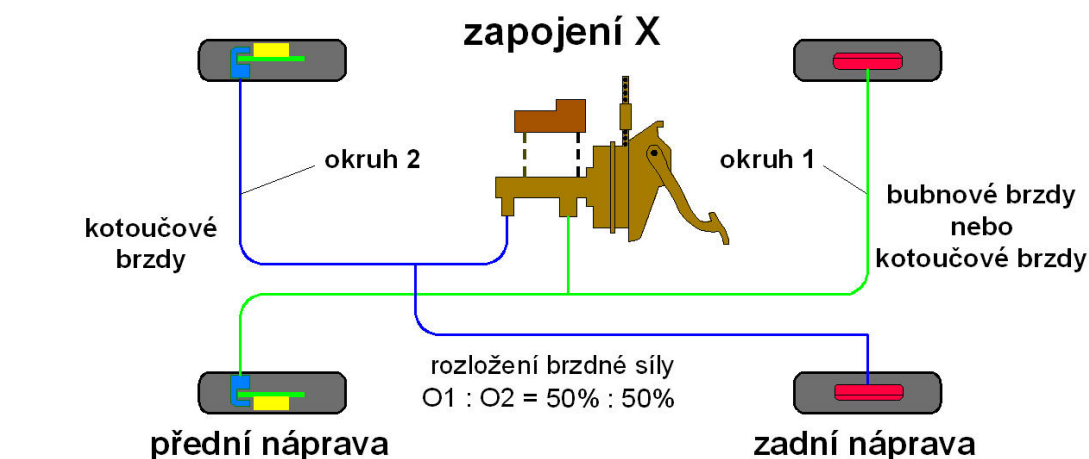 zapojení X
okruh 2
okruh 1
kotoučové
brzdy
bubnové brzdy
nebo
kotoučové brzdy
rozložení brzdné síly
O1 : O2 = 50% : 50%
přední náprava
zadní náprava